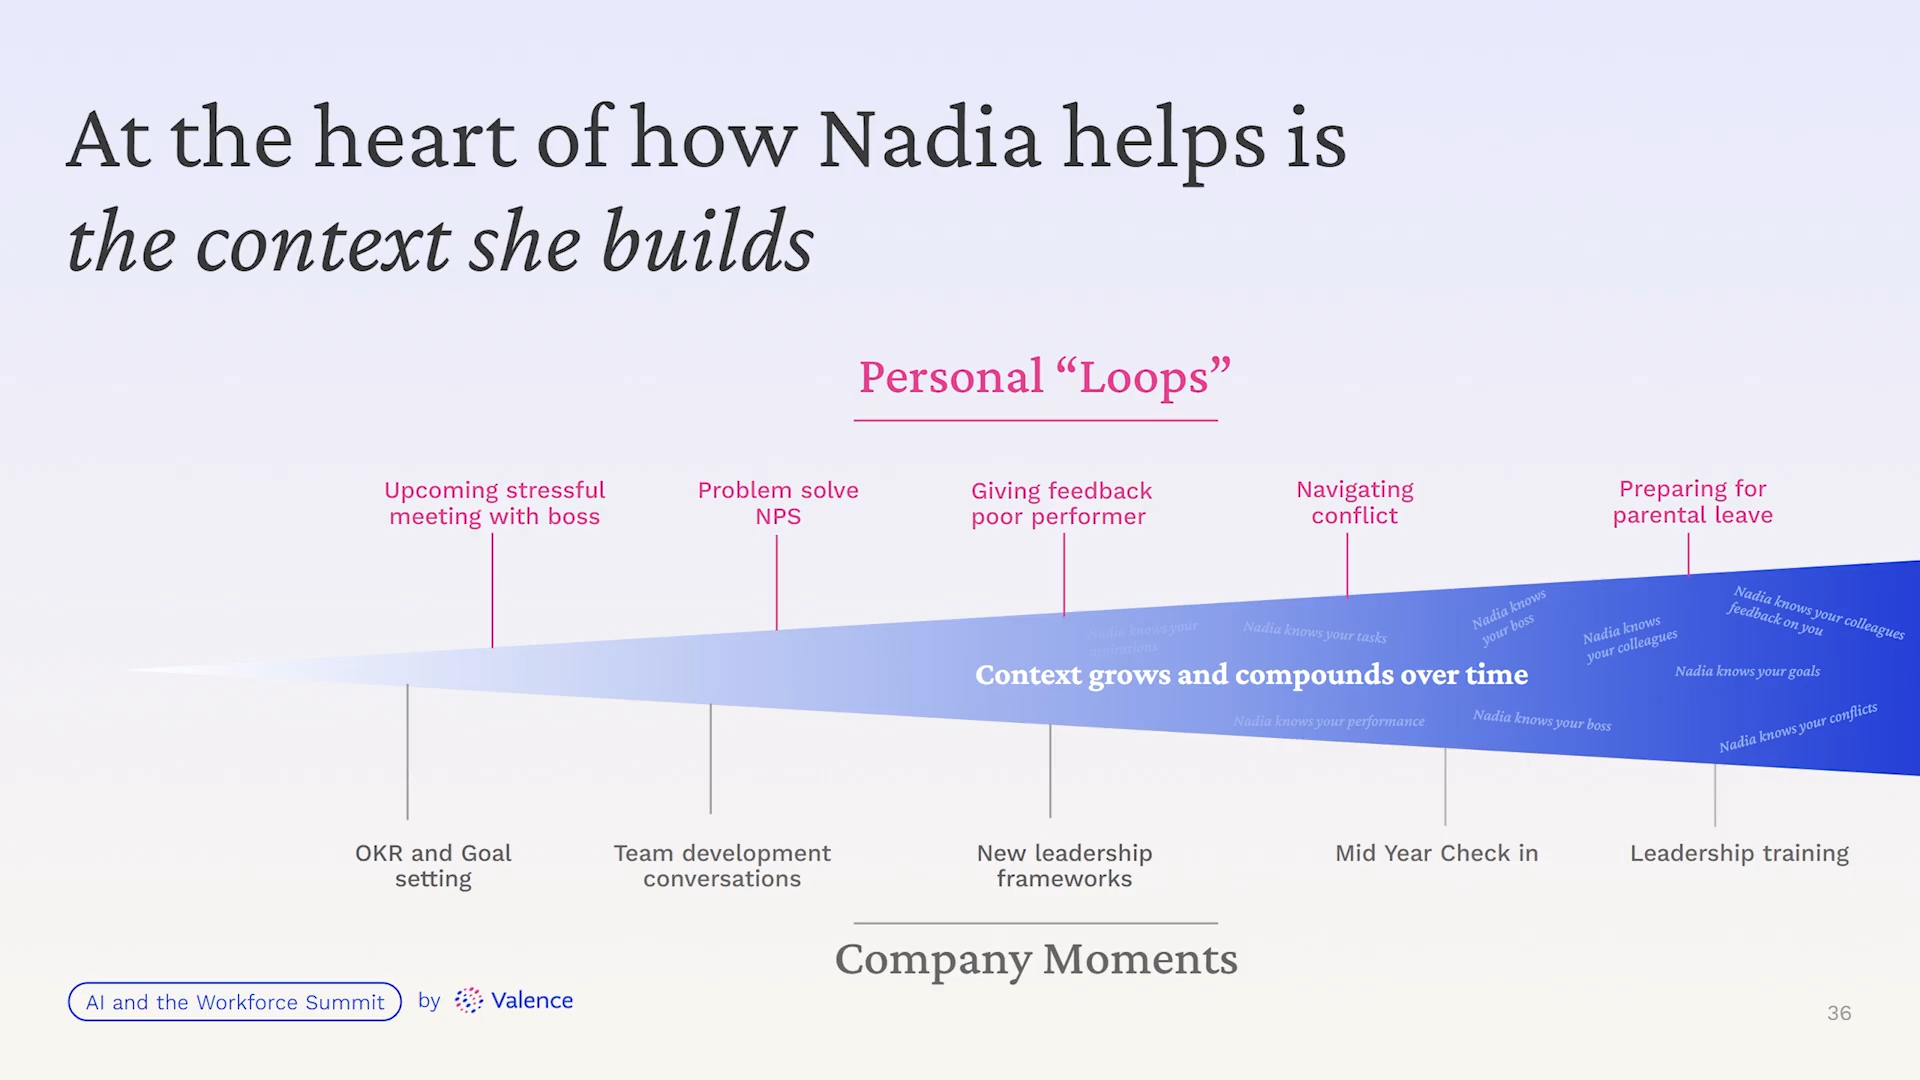 At the heart of how Nadia helps is
the context she builds
Personal “Loops”
Upcoming stressful
meeting with boss
Problem solve
NPS
Giving feedback
poor performer
Navigating
conflict
Preparing for
parental leave
Nadia knows your
aspirations
Nadia knows your tasks
Nadia knows
your boss
Nadia knows
your colleagues
Nadia knows your colleagues
feedback on you
Context grows and compounds over time
Nadia knows your goals
Nadia knows your performance
Nadia knows your boss
Nadia knows your conflicts
OKR and Goal
setting
Team development
conversations
New leadership
frameworks
Mid Year Check in
Leadership training
Company Moments
AI and the Workforce Summit by Valence
36